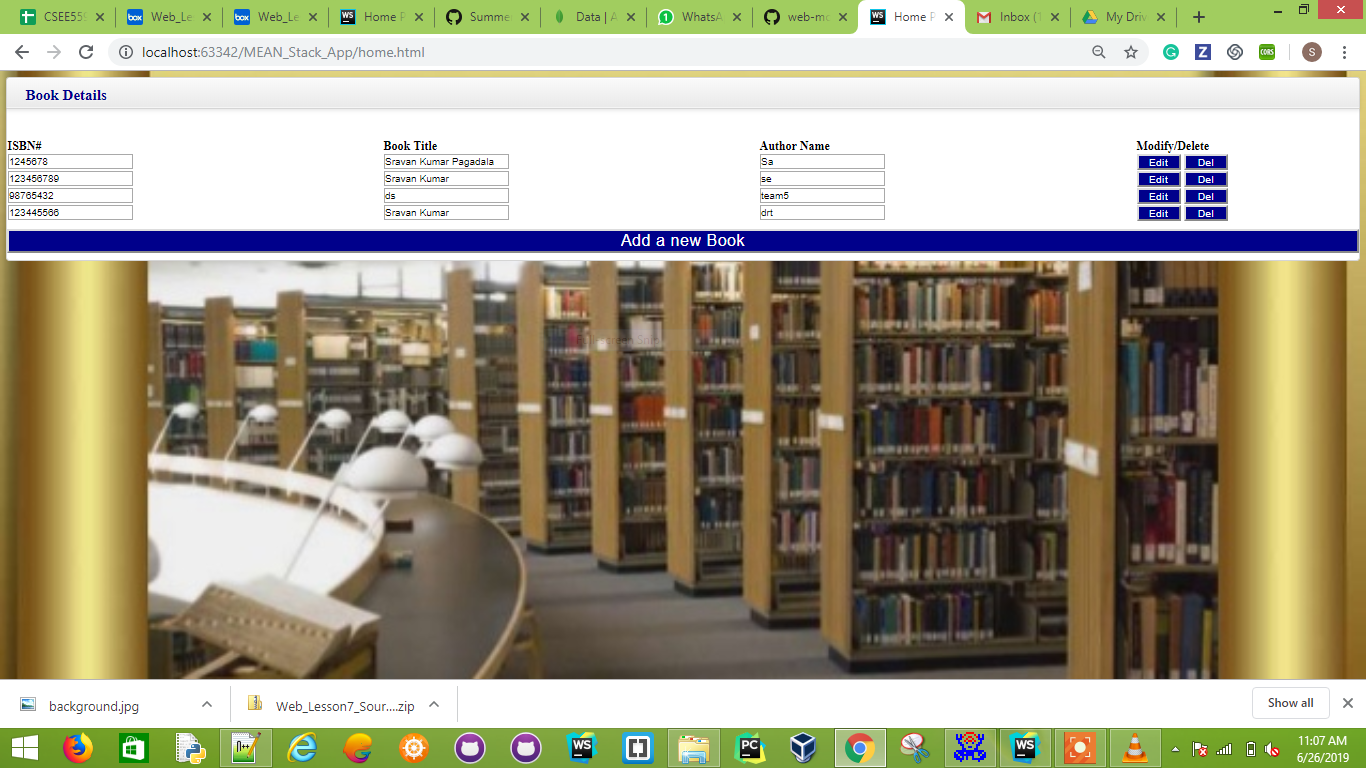 CSEE559
Web_Le
Web_Le
Home P
Summe
Data | A
WhatsA
web-mo
Home P
Inbox (1
My Driv
localhost:63342/MEAN_Stack_App/home.html
CORS
S
Book Details
ISBN# Book Title Author Name Modify/Delete
1245678 Sravan Kumar Pagadala Sa Edit Del
123456789 Sravan Kumar se Edit Del
98765432 ds team5 Edit Del
123445566 Sravan Kumar drt Edit Del
Add a new Book
background.jpg
Web_Lesson7_Sour....zip
Show all
11:07 AM
6/26/2019